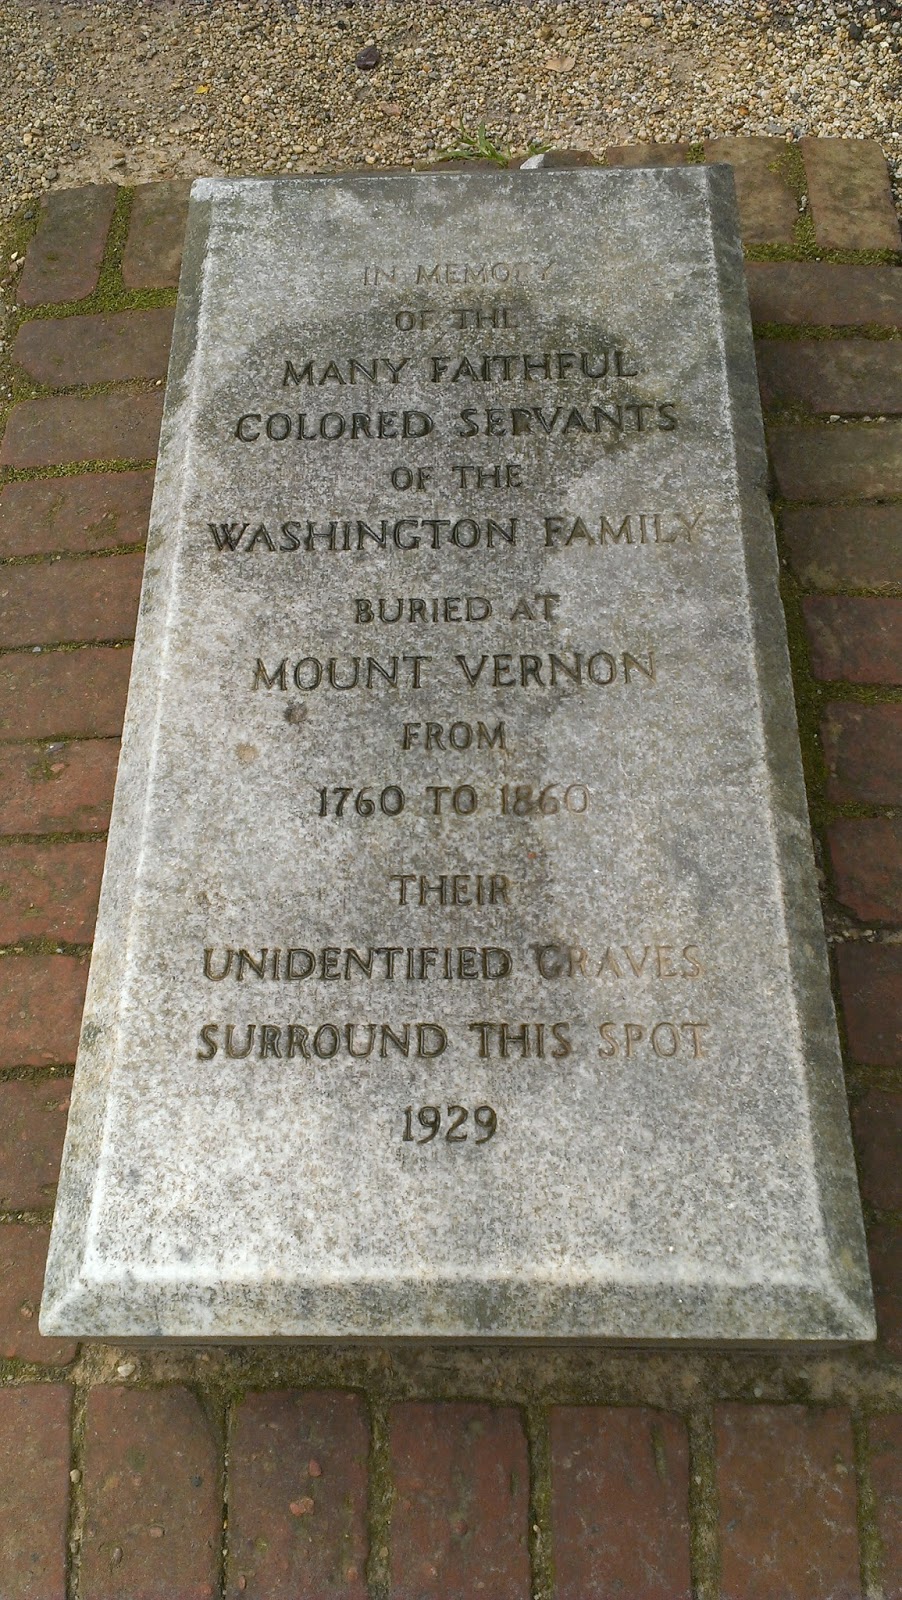 IN MEMORY
OF THE
MANY FAITHFUL
COLORED SERVANTS
OF THE
WASHINGTON FAMILY
BURIED AT
MOUNT VERNON
FROM
1760 TO 1860
THEIR
UNIDENTIFIED GRAVES
SURROUND THIS SPOT
1929